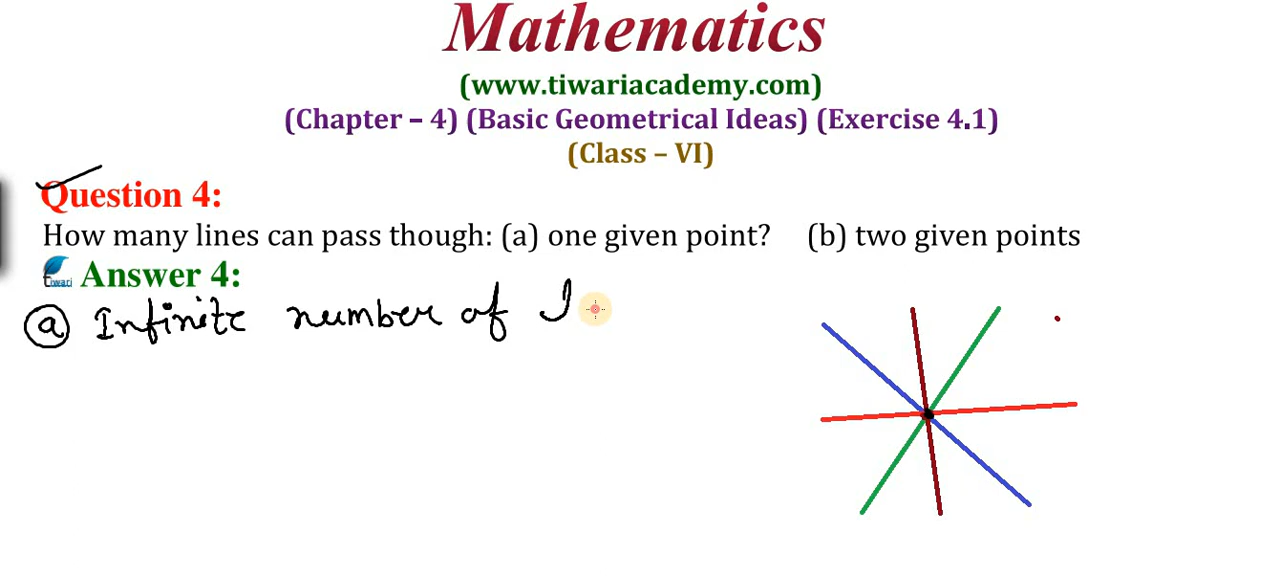 Mathematics
(www.tiwariacademy.com)
(Chapter – 4) (Basic Geometrical Ideas) (Exercise 4.1)
(Class – VI)
Question 4:
How many lines can pass though: (a) one given point? (b) two given points
Tiwari Answer 4:
(a) Infinite number of